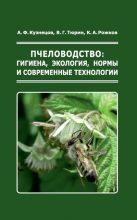 А. Ф. Кузнецов, В. Г. Тюрин, К. А. Рожков
ПЧЕЛОВОДСТВО:
ГИГИЕНА, ЭКОЛОГИЯ, НОРМЫ
И СОВРЕМЕННЫЕ ТЕХНОЛОГИИ